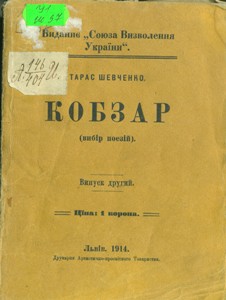 Видання „Союза Визволення
України“.
ТАРАС ШЕВЧЕНКО.
КОБЗАР
(вибір поезій).
Випуск другий.
Ціна: 1 корона.
Львів, 1914.